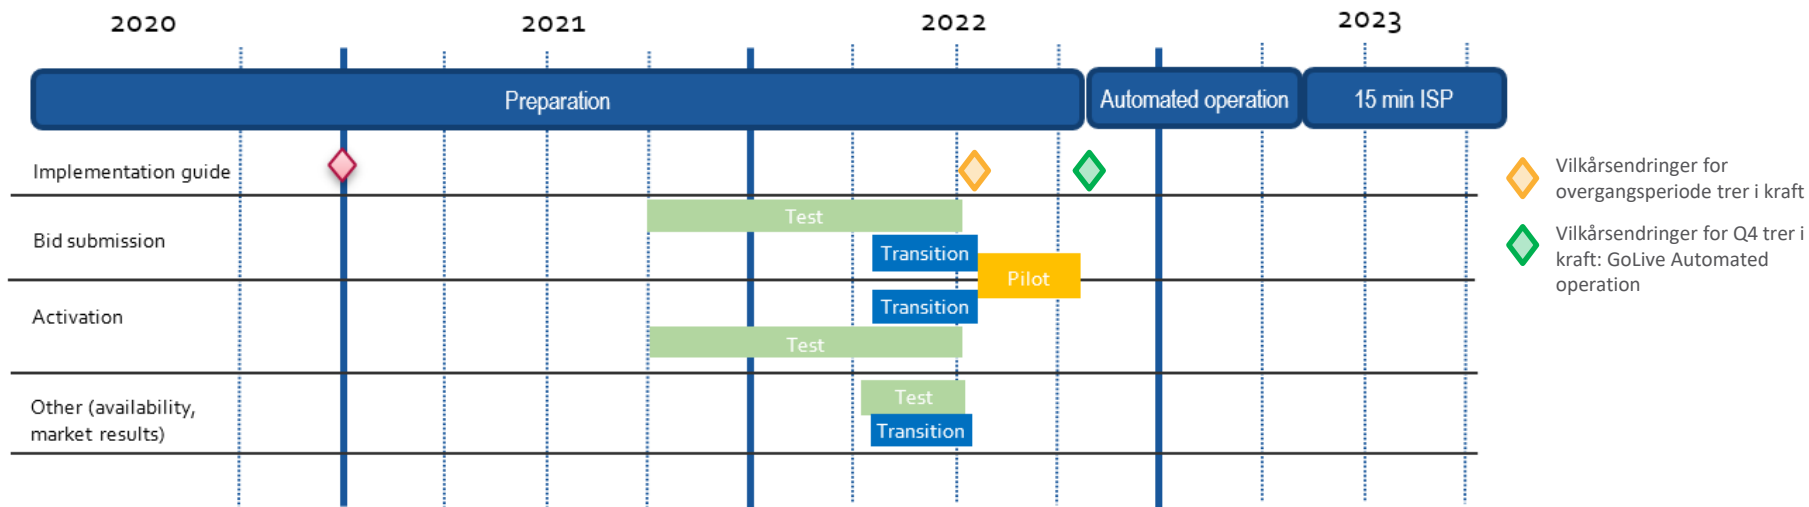 2020
2021
2022
2023
Preparation
Automated operation
15 min ISP
Implementation guide
Vilkårsendringer for
overgangsperiode trer i kraft
Test
Bid submission
Transition
Vilkårsendringer for Q4 trer i
kraft: GoLive Automated
operation
Pilot
Activation
Transition
Test
Other (availability,
market results)
Test
Transition